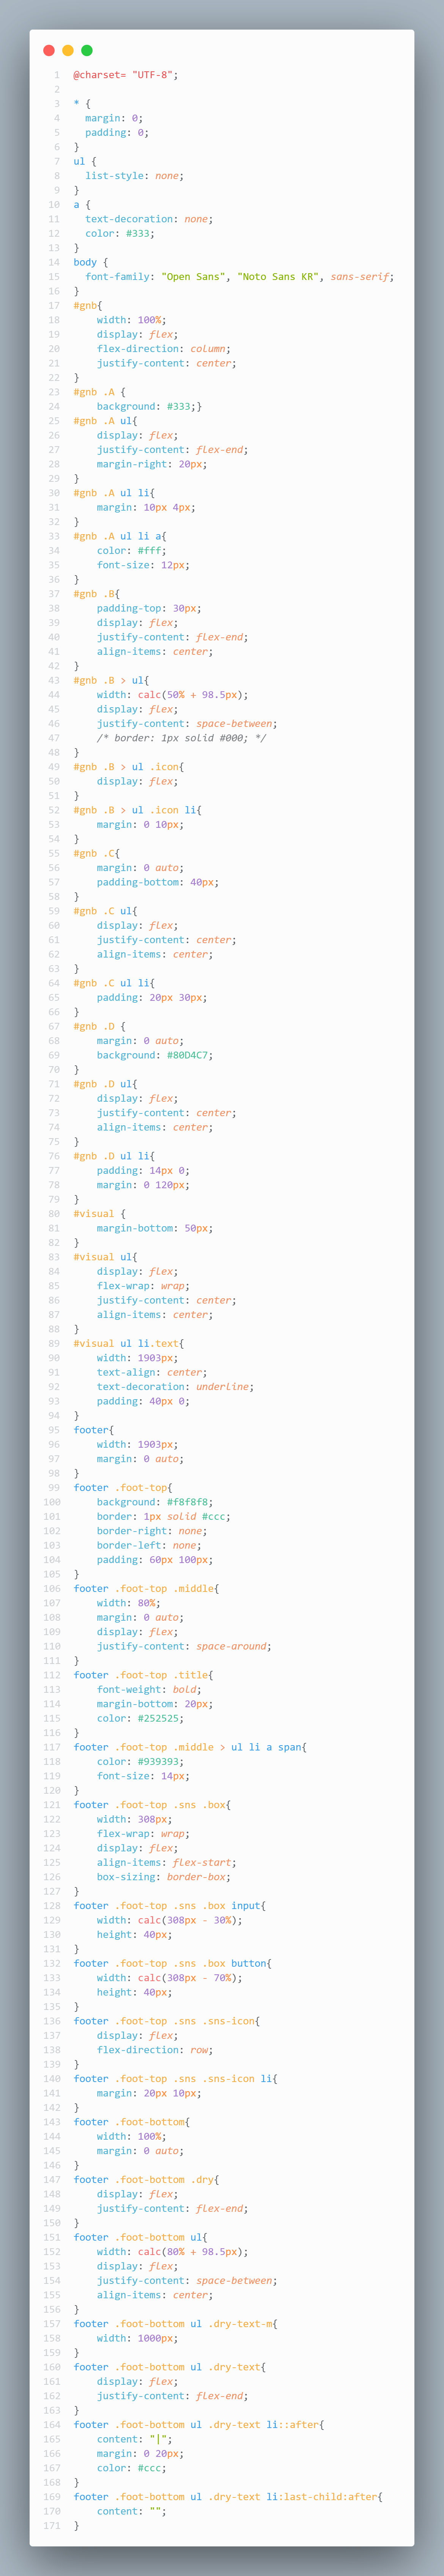 1 @charset= "UTF-8";
2
3 * {
4   margin: 0;
5   padding: 0;
6 }
7 ul {
8   list-style: none;
9 }
10 a {
11   text-decoration: none;
12   color: #333;
13 }
14 body {
15   font-family: "Open Sans", "Noto Sans KR", sans-serif;
16 }
17 #gnb{
18     width: 100%;
19     display: flex;
20     flex-direction: column;
21     justify-content: center;
22 }
23 #gnb .A {
24     background: #333;}
25 #gnb .A ul{
26     display: flex;
27     justify-content: flex-end;
28     margin-right: 20px;
29 }
30 #gnb .A ul li{
31     margin: 10px 4px;
32 }
33 #gnb .A ul li a{
34     color: #fff;
35     font-size: 12px;
36 }
37 #gnb .B{
38     padding-top: 30px;
39     display: flex;
40     justify-content: flex-end;
41     align-items: center;
42 }
43 #gnb .B > ul{
44     width: calc(50% + 98.5px);
45     display: flex;
46     justify-content: space-between;
47     /* border: 1px solid #000; */
48 }
49 #gnb .B > ul .icon{
50     display: flex;
51 }
52 #gnb .B > ul .icon li{
53     margin: 0 10px;
54 }
55 #gnb .C{
56     margin: 0 auto;
57     padding-bottom: 40px;
58 }
59 #gnb .C ul{
60     display: flex;
61     justify-content: center;
62     align-items: center;
63 }
64 #gnb .C ul li{
65     padding: 20px 30px;
66 }
67 #gnb .D {
68     margin: 0 auto;
69     background: #80D4C7;
70 }
71 #gnb .D ul{
72     display: flex;
73     justify-content: center;
74     align-items: center;
75 }
76 #gnb .D ul li{
77     padding: 14px 0;
78     margin: 0 120px;
79 }
80 #visual {
81     margin-bottom: 50px;
82 }
83 #visual ul{
84     display: flex;
85     flex-wrap: wrap;
86     justify-content: center;
87     align-items: center;
88 }
89 #visual ul li.text{
90     width: 1903px;
91     text-align: center;
92     text-decoration: underline;
93     padding: 40px 0;
94 }
95 footer{
96     width: 1903px;
97     margin: 0 auto;
98 }
99 footer .foot-top{
100     background: #f8f8f8;
101     border: 1px solid #ccc;
102     border-right: none;
103     border-left: none;
104     padding: 60px 100px;
105 }
106 footer .foot-top .middle{
107     width: 80%;
108     margin: 0 auto;
109     display: flex;
110     justify-content: space-around;
111 }
112 footer .foot-top .title{
113     font-weight: bold;
114     margin-bottom: 20px;
115     color: #252525;
116 }
117 footer .foot-top .middle > ul li a span{
118     color: #939393;
119     font-size: 14px;
120 }
121 footer .foot-top .sns .box{
122     width: 308px;
123     flex-wrap: wrap;
124     display: flex;
125     align-items: flex-start;
126     box-sizing: border-box;
127 }
128 footer .foot-top .sns .box input{
129     width: calc(308px - 30%);
130     height: 40px;
131 }
132 footer .foot-top .sns .box button{
133     width: calc(308px - 70%);
134     height: 40px;
135 }
136 footer .foot-top .sns .sns-icon{
137     display: flex;
138     flex-direction: row;
139 }
140 footer .foot-top .sns .sns-icon li{
141     margin: 20px 10px;
142 }
143 footer .foot-bottom{
144     width: 100%;
145     margin: 0 auto;
146 }
147 footer .foot-bottom .dry{
148     display: flex;
149     justify-content: flex-end;
150 }
151 footer .foot-bottom ul{
152     width: calc(80% + 98.5px);
153     display: flex;
154     justify-content: space-between;
155     align-items: center;
156 }
157 footer .foot-bottom ul .dry-text-m{
158     width: 1000px;
159 }
160 footer .foot-bottom ul .dry-text{
161     display: flex;
162     justify-content: flex-end;
163 }
164 footer .foot-bottom ul .dry-text li::after{
165     content: "|";
166     margin: 0 20px;
167     color: #ccc;
168 }
169 footer .foot-bottom ul .dry-text li:last-child:after{
170     content: "";
171 }